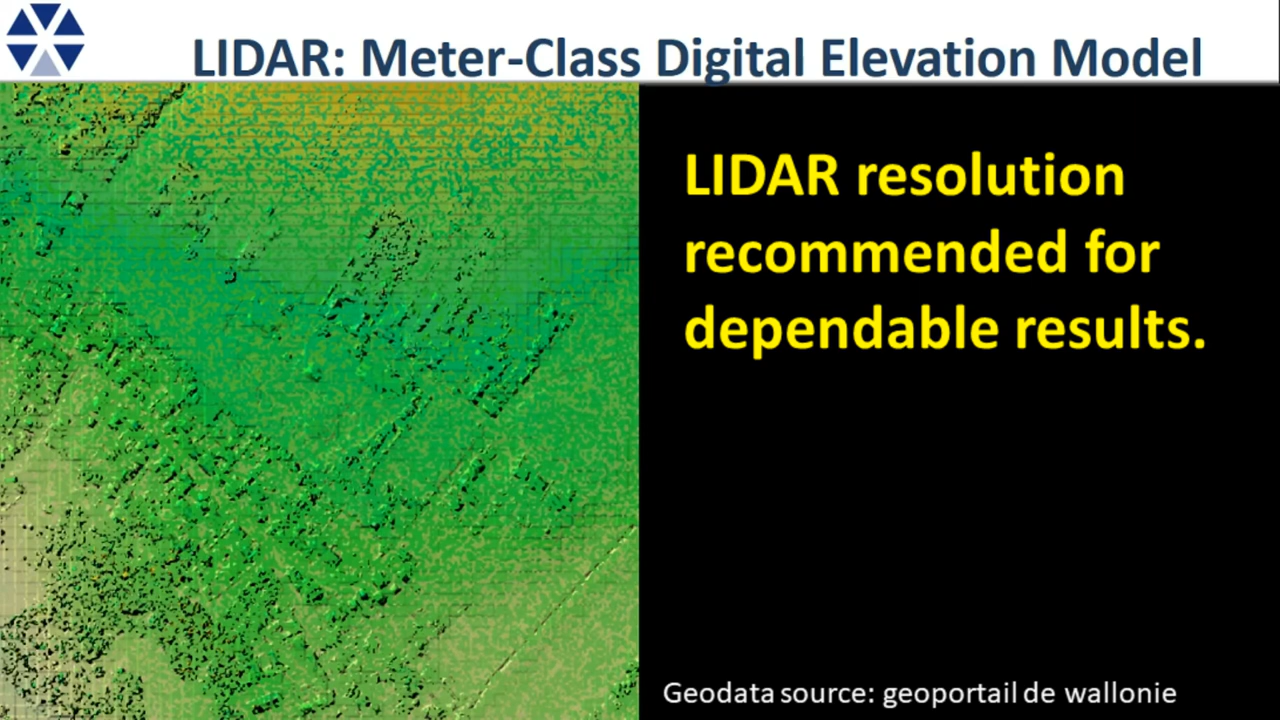 LIDAR: Meter-Class Digital Elevation Model
LIDAR resolution
recommended for
dependable results.
Geodata source: geoportail de wallonie